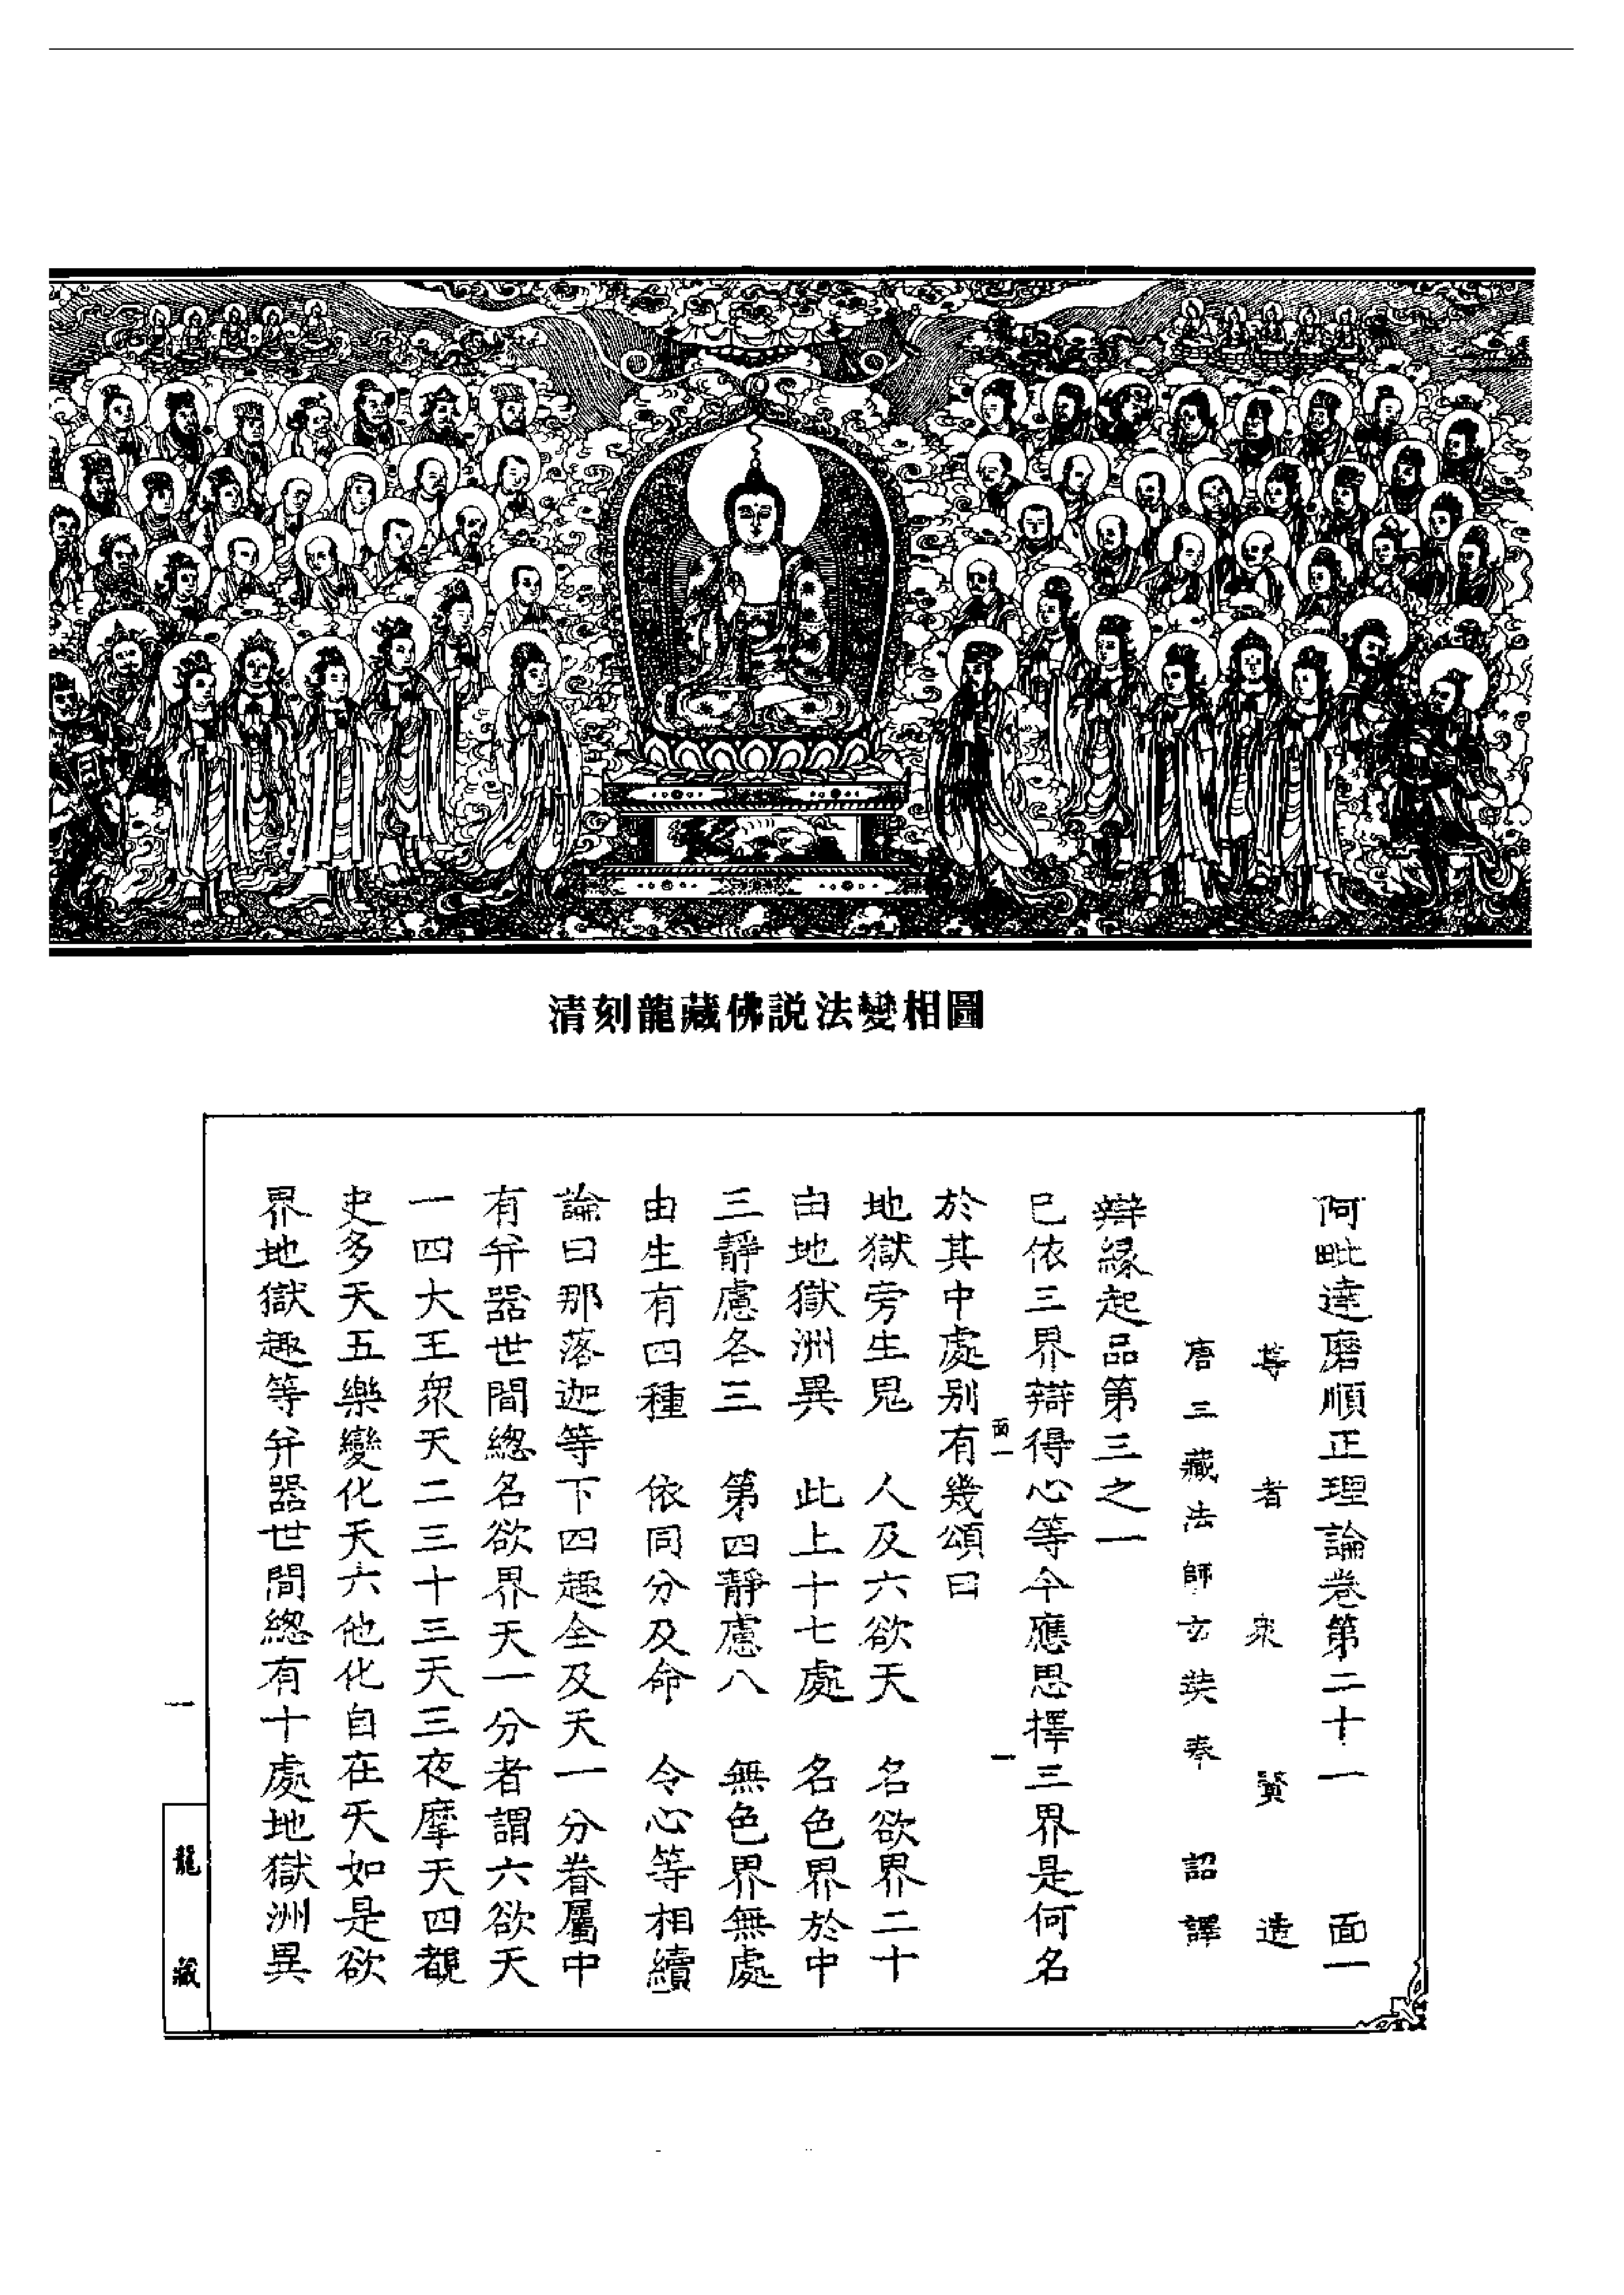 清刻龍藏佛說法變相圖
阿毗達磨順正理論卷第二十一 面一
尊者眾賢造
唐三藏法師玄奘奉 詔譯
辯緣起品第三之一
已依三界辯得心等今應思擇三界是何名
面一 一
於其中處別有幾頌曰
地獄旁生鬼 人及六欲天 名欲界二十
由地獄洲異 此上十七處 名色界於中
三靜慮各三 第四靜慮八 無色界無處
由生有四種 依同分及命 令心等相續
論曰那落迦等下四趣全及天一分眷屬中
有并器世間總名欲界天一分者謂六欲天
一四大王眾天二三十三天三夜摩天四覩
史多天五樂變化天六他化自在天如是欲
界地獄趣等并器世間總有十處地獄洲異
一
龍藏